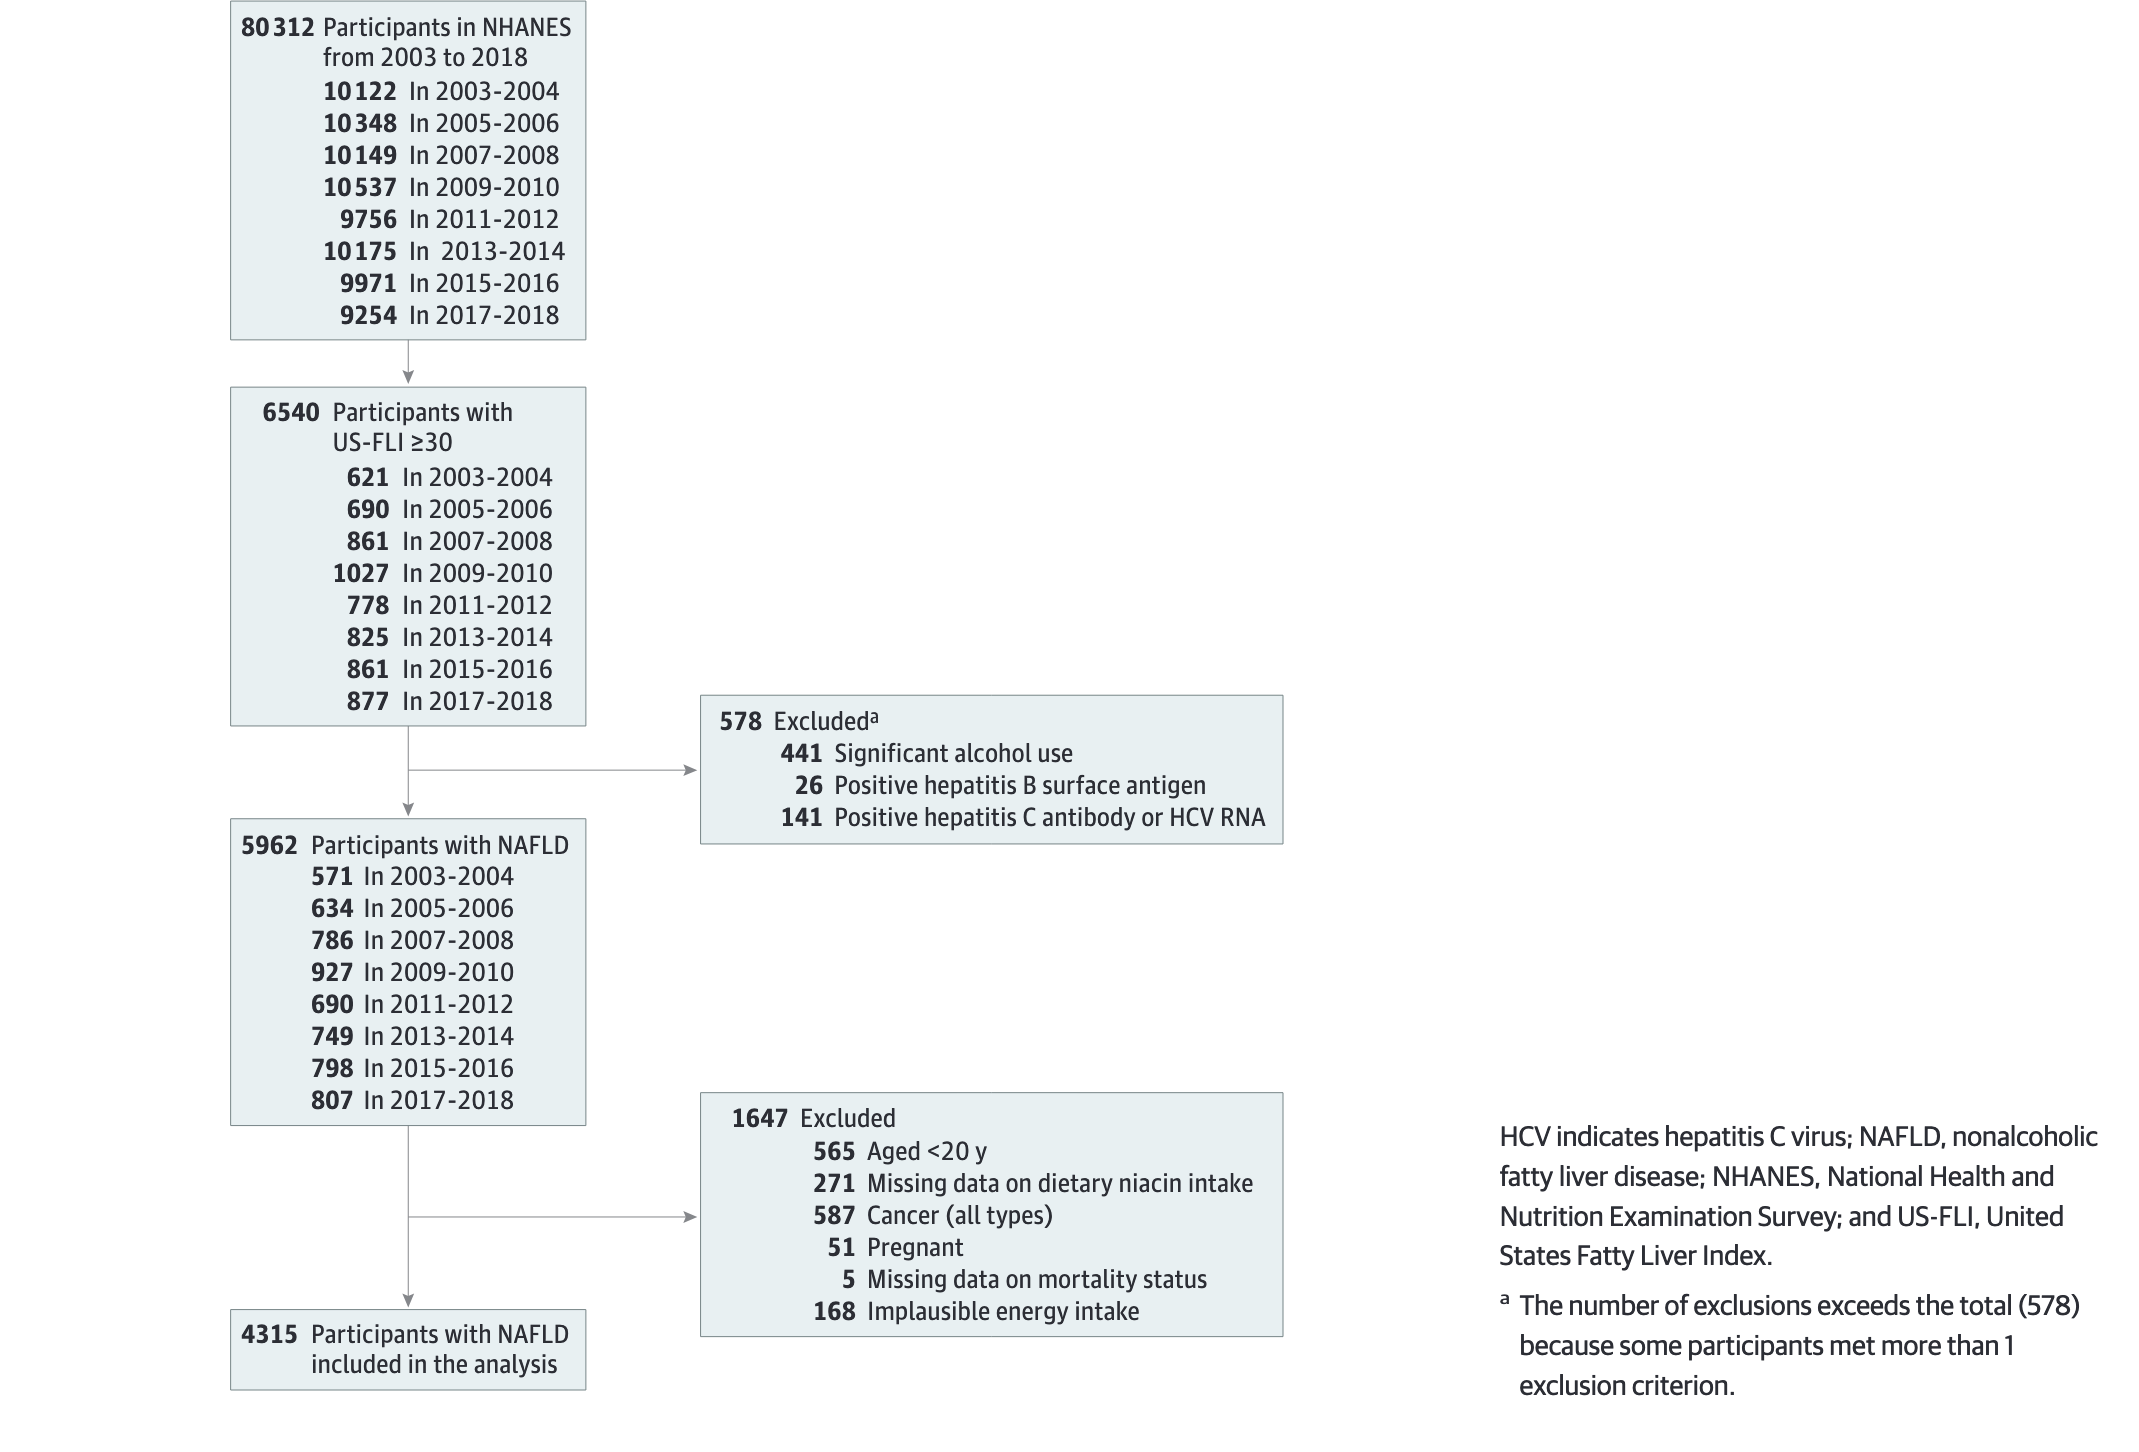 80 312 Participants in NHANES
from 2003 to 2018
10 122 In 2003-2004
10 348 In 2005-2006
10 149 In 2007-2008
10 537 In 2009-2010
9756 In 2011-2012
10 175 In 2013-2014
9971 In 2015-2016
9254 In 2017-2018
6540 Participants with
US-FLI ≥30
621 In 2003-2004
690 In 2005-2006
861 In 2007-2008
1027 In 2009-2010
778 In 2011-2012
825 In 2013-2014
861 In 2015-2016
877 In 2017-2018
578 Excludedᵃ
441 Significant alcohol use
26 Positive hepatitis B surface antigen
141 Positive hepatitis C antibody or HCV RNA
5962 Participants with NAFLD
571 In 2003-2004
634 In 2005-2006
786 In 2007-2008
927 In 2009-2010
690 In 2011-2012
749 In 2013-2014
798 In 2015-2016
807 In 2017-2018
1647 Excluded
565 Aged <20 y
271 Missing data on dietary niacin intake
587 Cancer (all types)
51 Pregnant
5 Missing data on mortality status
168 Implausible energy intake
4315 Participants with NAFLD
included in the analysis
HCV indicates hepatitis C virus; NAFLD, nonalcoholic
fatty liver disease; NHANES, National Health and
Nutrition Examination Survey; and US-FLI, United
States Fatty Liver Index.
ᵃ The number of exclusions exceeds the total (578)
because some participants met more than 1
exclusion criterion.